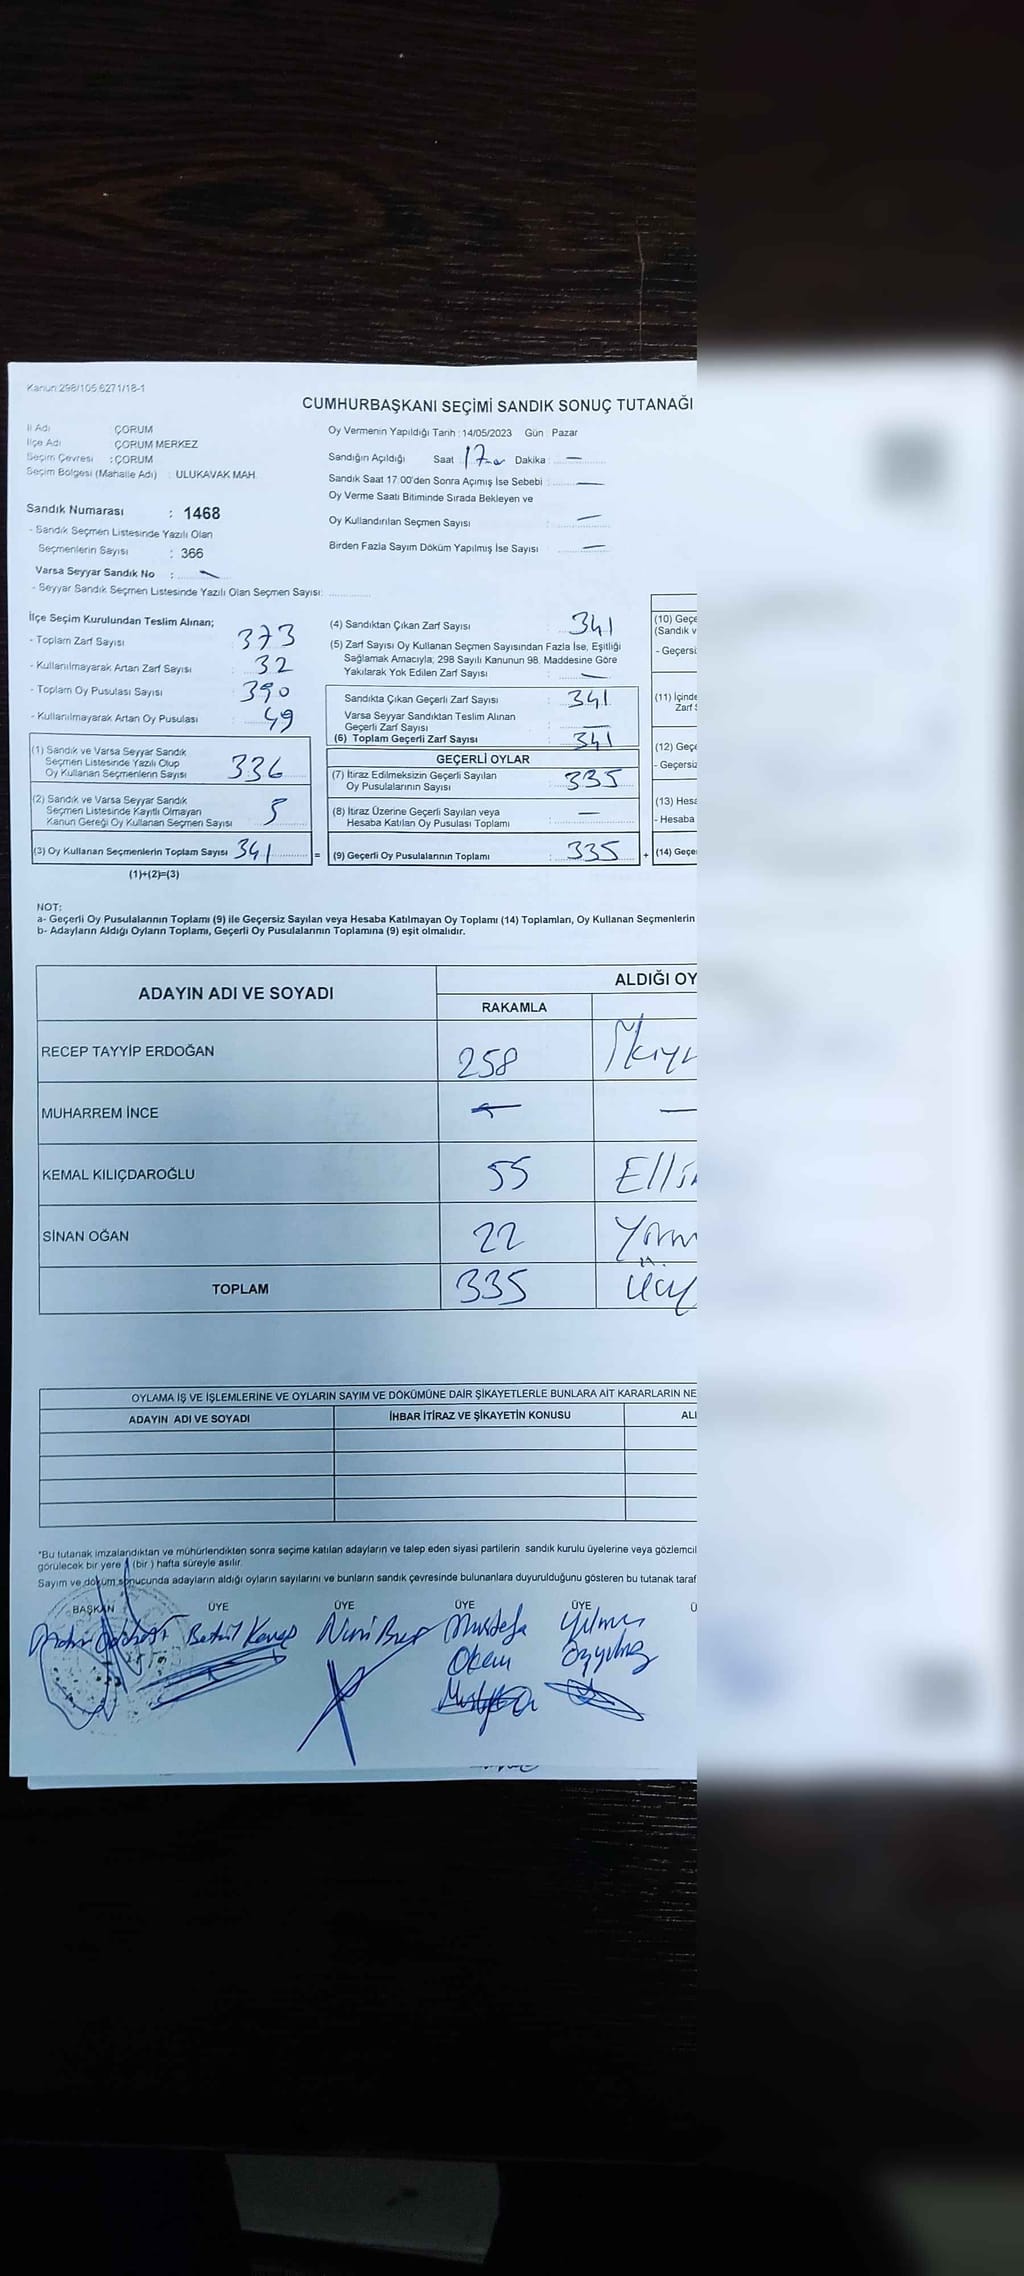 Kanun 298/105,6271/18-1
CUMHURBAŞKANI SEÇİMİ SANDIK SONUÇ TUTANAĞI
İl Adı ÇORUM
İlçe Adı ÇORUM MERKEZ
Seçim Çevresi : ÇORUM
Seçim Bölgesi (Mahalle Adı) : ULUKAVAK MAH.
Oy Vermenin Yapıldığı Tarih : 14/05/2023 Gün : Pazar
Sandığın Açıldığı Saat : 17 Dakika : —
Sandık Saat 17.00'den Sonra Açımış İse Sebebi : —
Oy Verme Saati Bitiminde Sırada Bekleyen ve
Oy Kullandırılan Seçmen Sayısı : —
Birden Fazla Sayım Döküm Yapılmış İse Sayısı : —
Sandık Numarası : 1468
- Sandık Seçmen Listesinde Yazılı Olan
Seçmenlerin Sayısı : 366
Varsa Seyyar Sandık No : —
- Seyyar Sandık Seçmen Listesinde Yazılı Olan Seçmen Sayısı:
İlçe Seçim Kurulundan Teslim Alınan;
- Toplam Zarf Sayısı : 373
- Kullanılmayarak Artan Zarf Sayısı : 32
- Toplam Oy Pusulası Sayısı : 390
- Kullanılmayarak Artan Oy Pusulası : 49
(1) Sandık ve Varsa Seyyar Sandık
Seçmen Listesinde Yazılı Olup
Oy Kullanan Seçmenlerin Sayısı 336
(2) Sandık ve Varsa Seyyar Sandık
Seçmen Listesinde Kayıtlı Olmayan
Kanun Gereği Oy Kullanan Seçmen Sayısı 5
(3) Oy Kullanan Seçmenlerin Toplam Sayısı 341 =
(1)+(2)=(3)
(4) Sandıktan Çıkan Zarf Sayısı : 341
(5) Zarf Sayısı Oy Kullanan Seçmen Sayısından Fazla İse, Eşitliği
Sağlamak Amacıyla; 298 Sayılı Kanunun 98. Maddesine Göre
Yakılarak Yok Edilen Zarf Sayısı : —
Sandıkta Çıkan Geçerli Zarf Sayısı : 341
Varsa Seyyar Sandıktan Teslim Alınan
Geçerli Zarf Sayısı : —
(6) Toplam Geçerli Zarf Sayısı : 341
GEÇERLİ OYLAR
(7) İtiraz Edilmeksizin Geçerli Sayılan
Oy Pusulalarının Sayısı : 335
(8) İtiraz Üzerine Geçerli Sayılan veya
Hesaba Katılan Oy Pusulası Toplamı : —
(9) Geçerli Oy Pusulalarının Toplamı : 335 +
(10) Geçe
(Sandık v
- Geçersi
(11) İçinde
Zarf S
(12) Geçe
- Geçersiz
(13) Hesa
- Hesaba
(14) Geçe
NOT:
a- Geçerli Oy Pusulalarının Toplamı (9) ile Geçersiz Sayılan veya Hesaba Katılmayan Oy Toplamı (14) Toplamları, Oy Kullanan Seçmenlerin
b- Adayların Aldığı Oyların Toplamı, Geçerli Oy Pusulalarının Toplamına (9) eşit olmalıdır.
ADAYIN ADI VE SOYADI ALDIĞI OY
RAKAMLA
RECEP TAYYİP ERDOĞAN 258
MUHARREM İNCE — —
KEMAL KILIÇDAROĞLU 55 Elli
SİNAN OĞAN 22
TOPLAM 335 Üçy
OYLAMA İŞ VE İŞLEMLERİNE VE OYLARIN SAYIM VE DÖKÜMÜNE DAİR ŞİKAYETLERLE BUNLARA AİT KARARLARIN NE
ADAYIN ADI VE SOYADI İHBAR İTİRAZ VE ŞİKAYETİN KONUSU ALI
*Bu tutanak imzalandıktan ve mühürlendikten sonra seçime katılan adayların ve talep eden siyasi partilerin sandık kurulu üyelerine veya gözlemcil
görülecek bir yere (bir) hafta süreyle asılır.
Sayım ve döküm sonucunda adayların aldığı oyların sayılarını ve bunların sandık çevresinde bulunanlara duyurulduğunu gösteren bu tutanak taraf
BAŞKAN ÜYE ÜYE ÜYE ÜYE Ü
Betül Nuri Mustafa Yılmaz